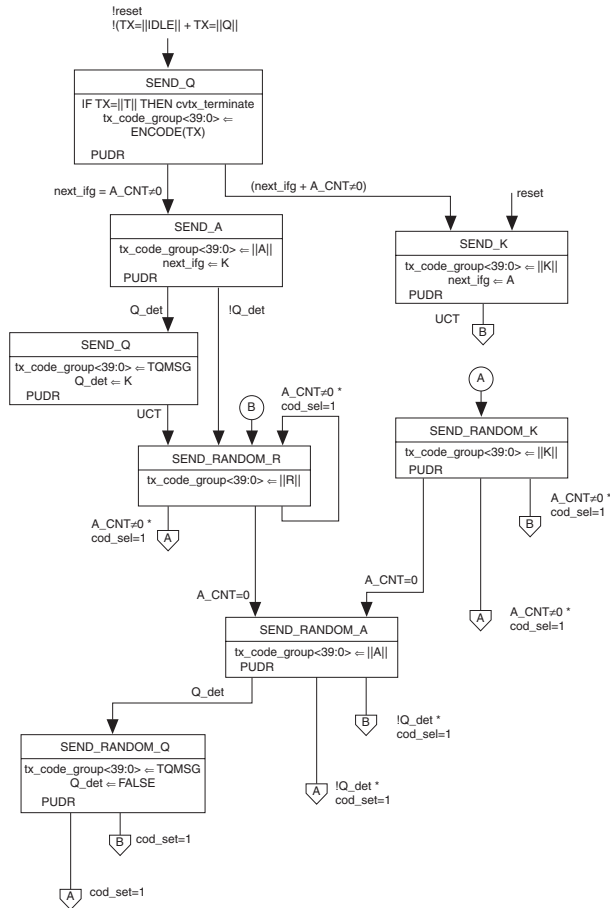 !reset
!(TX=||IDLE|| + TX=||Q||
SEND_Q
IF TX=||T|| THEN cvtx_terminate
tx_code_group<39:0> ⇐
ENCODE(TX)
PUDR
next_ifg = A_CNT≠0
(next_ifg + A_CNT≠0)
reset
SEND_A
tx_code_group<39:0> ⇐ ||A||
next_ifg ⇐ K
PUDR
SEND_K
tx_code_group<39:0> ⇐ ||K||
next_ifg ⇐ A
PUDR
Q_det
!Q_det
UCT
B
SEND_Q
tx_code_group<39:0> ⇐ TQMSG
Q_det ⇐ K
PUDR
UCT
B
A_CNT≠0 *
cod_sel=1
A
SEND_RANDOM_R
tx_code_group<39:0> ⇐ ||R||
SEND_RANDOM_K
tx_code_group<39:0> ⇐ ||K||
PUDR
A_CNT≠0 *
cod_sel=1
A
B
A_CNT≠0 *
cod_sel=1
A_CNT=0
A_CNT=0
A
A_CNT≠0 *
cod_sel=1
SEND_RANDOM_A
tx_code_group<39:0> ⇐ ||A||
PUDR
Q_det
B
!Q_det *
cod_sel=1
SEND_RANDOM_Q
tx_code_group<39:0> ⇐ TQMSG
Q_det ⇐ FALSE
PUDR
A
!Q_det *
cod_set=1
B
cod_set=1
A
cod_set=1